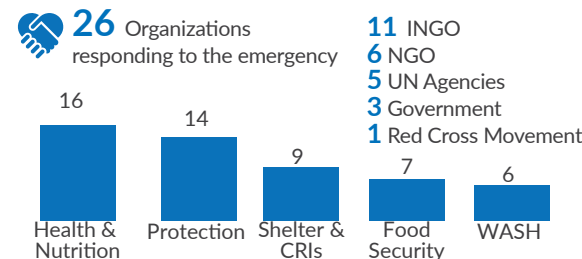 26 Organizations
responding to the emergency
11 INGO
6 NGO
5 UN Agencies
3 Government
1 Red Cross Movement
16
14
9
7
6
Health &
Nutrition
Protection
Shelter &
CRIs
Food
Security
WASH